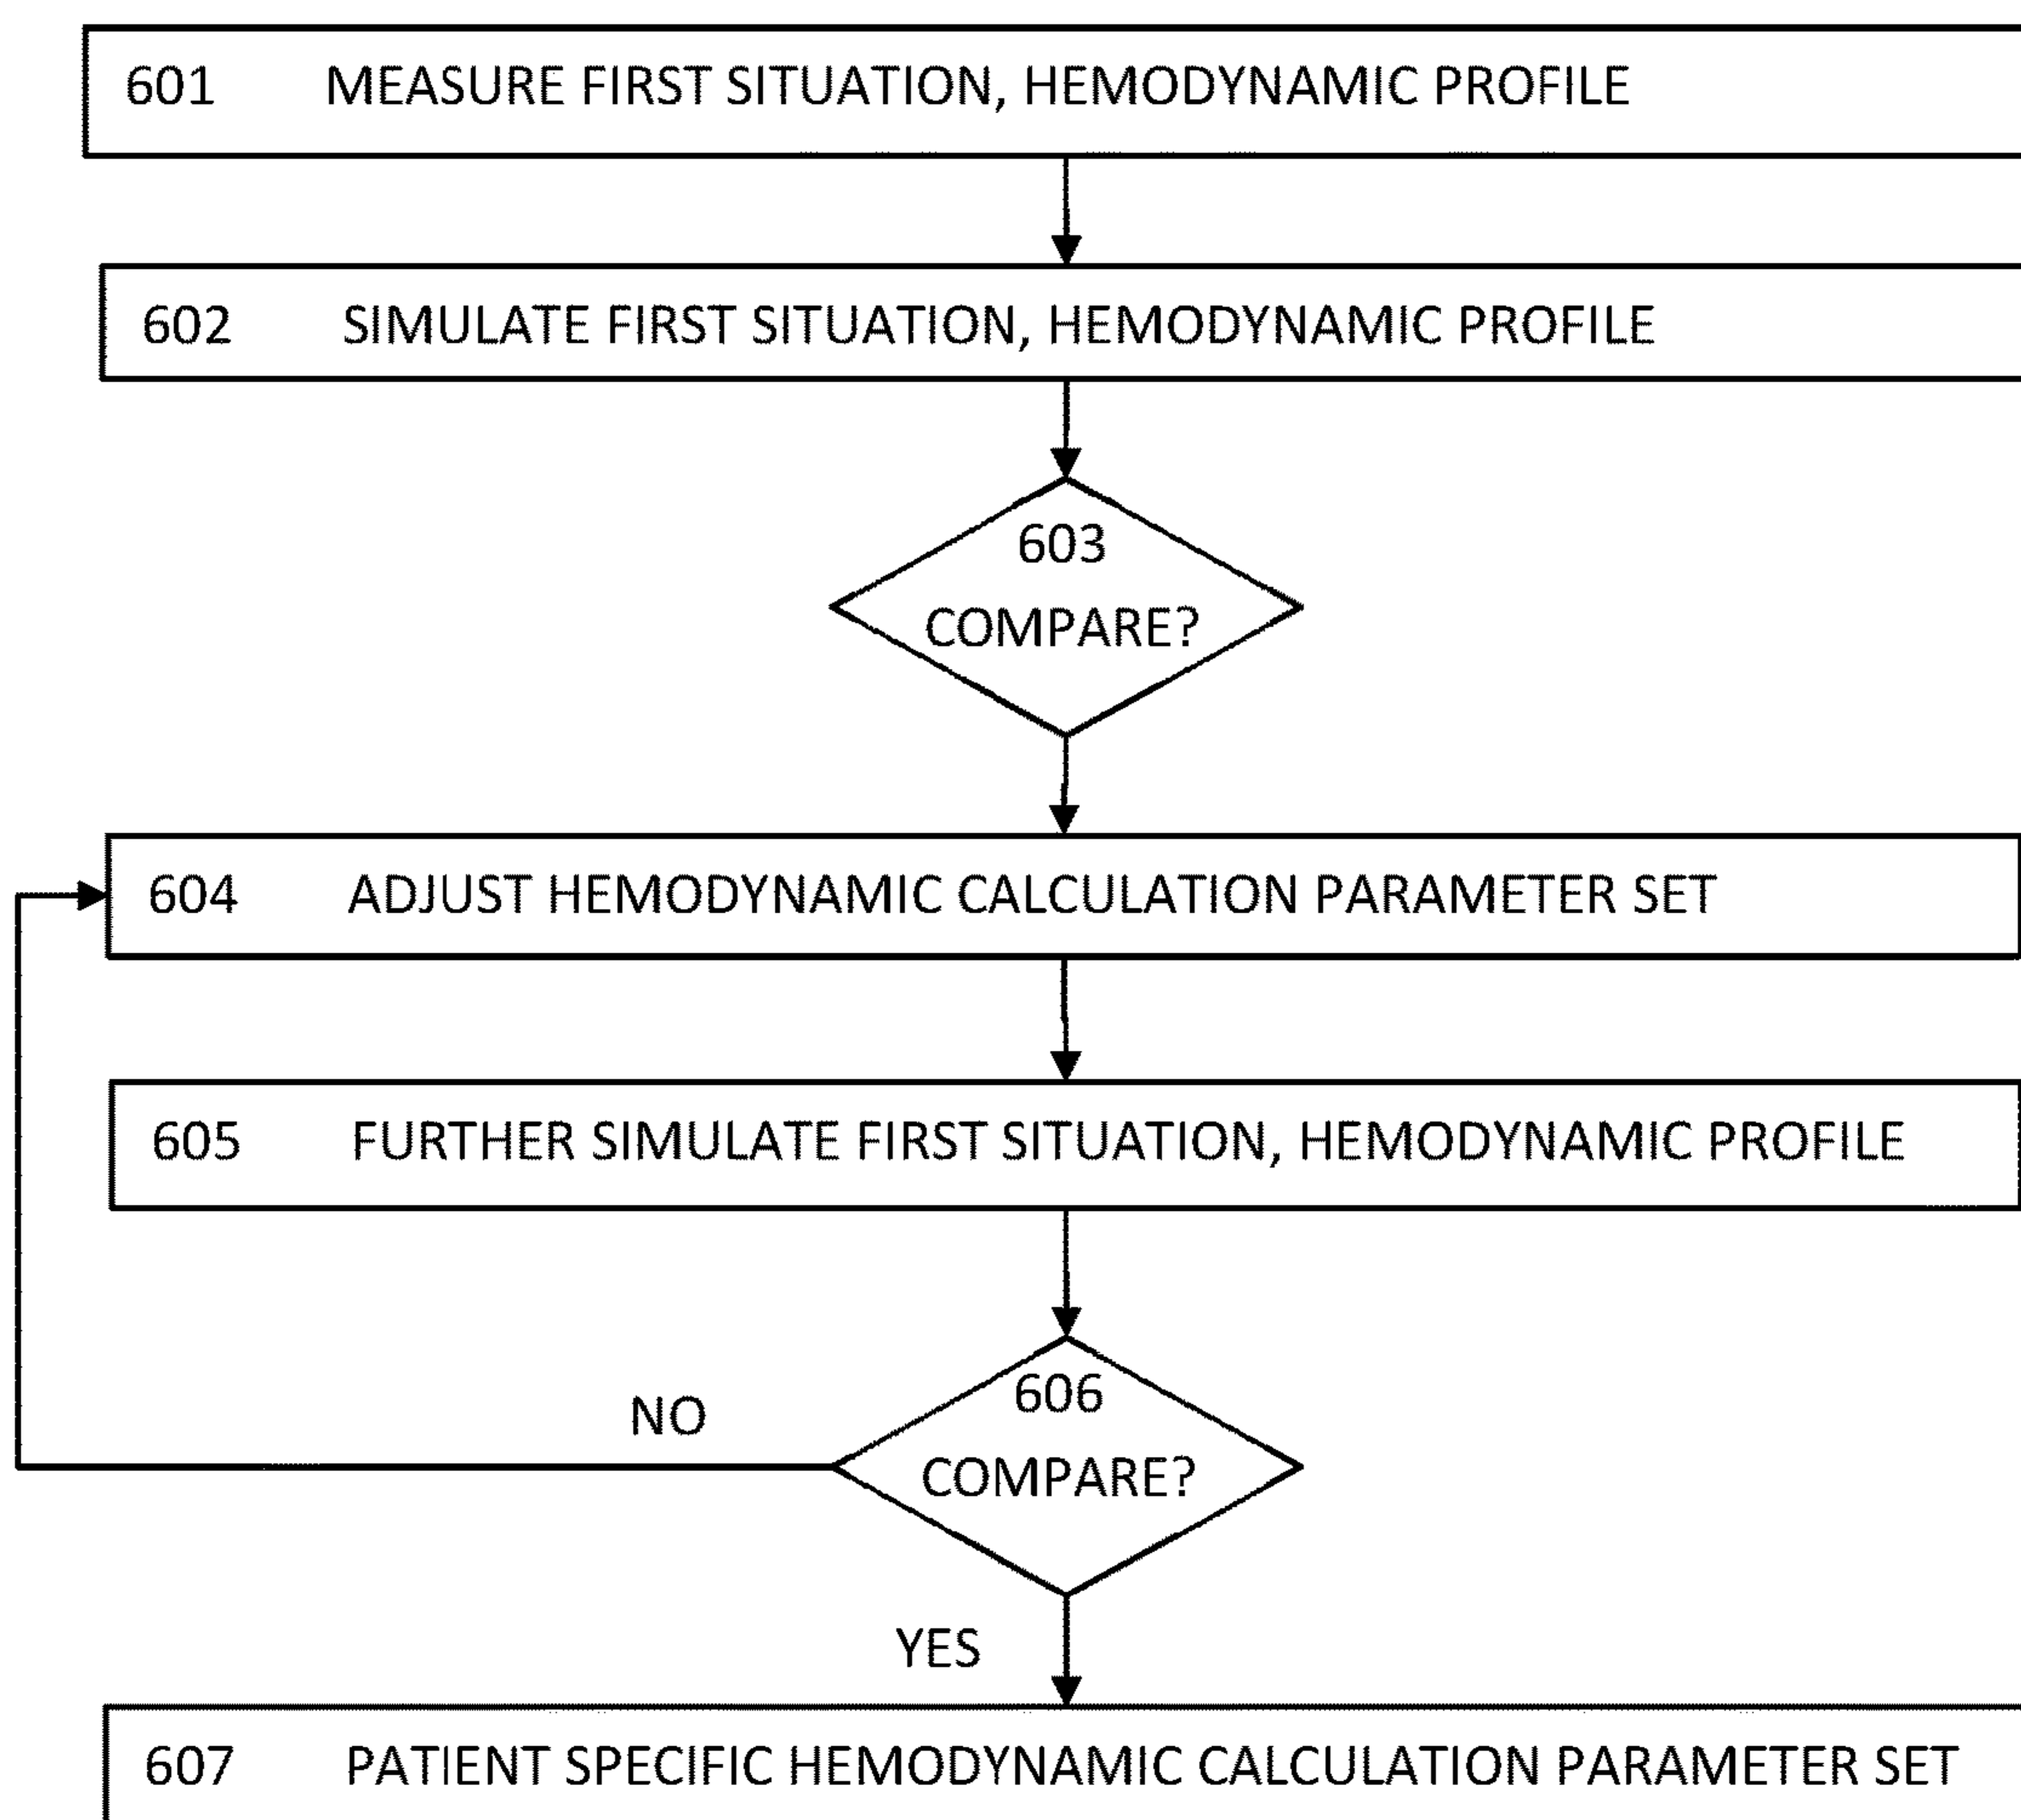 601 MEASURE FIRST SITUATION, HEMODYNAMIC PROFILE
602 SIMULATE FIRST SITUATION, HEMODYNAMIC PROFILE
603
COMPARE?
604 ADJUST HEMODYNAMIC CALCULATION PARAMETER SET
605 FURTHER SIMULATE FIRST SITUATION, HEMODYNAMIC PROFILE
606
NO
COMPARE?
YES
607 PATIENT SPECIFIC HEMODYNAMIC CALCULATION PARAMETER SET